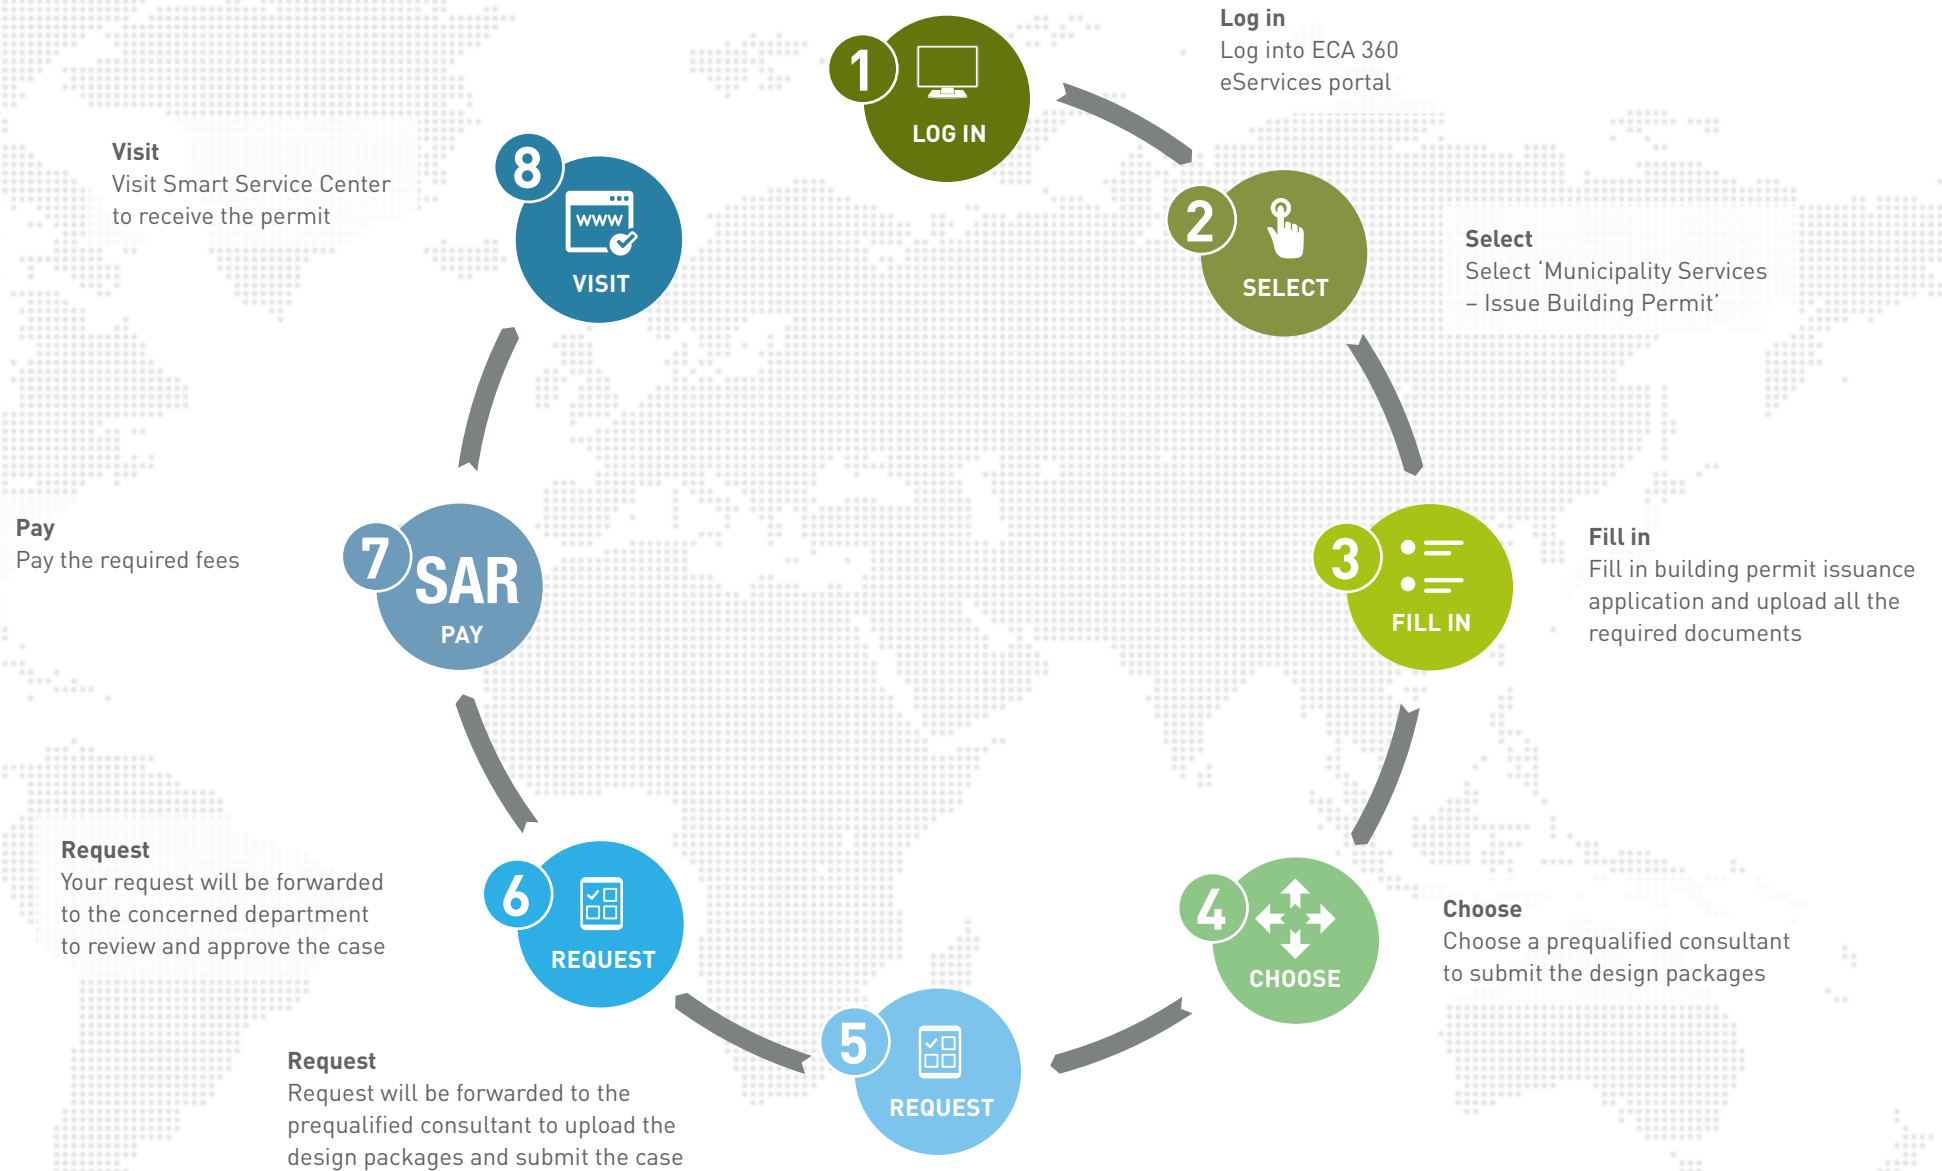 1
LOG IN
Log in
Log into ECA 360
eServices portal
2
SELECT
Select
Select ‘Municipality Services
– Issue Building Permit’
3
FILL IN
Fill in
Fill in building permit issuance
application and upload all the
required documents
4
CHOOSE
Choose
Choose a prequalified consultant
to submit the design packages
5
REQUEST
Request
Request will be forwarded to the
prequalified consultant to upload the
design packages and submit the case
6
REQUEST
Request
Your request will be forwarded
to the concerned department
to review and approve the case
7
SAR
PAY
Pay
Pay the required fees
8
www
VISIT
Visit
Visit Smart Service Center
to receive the permit